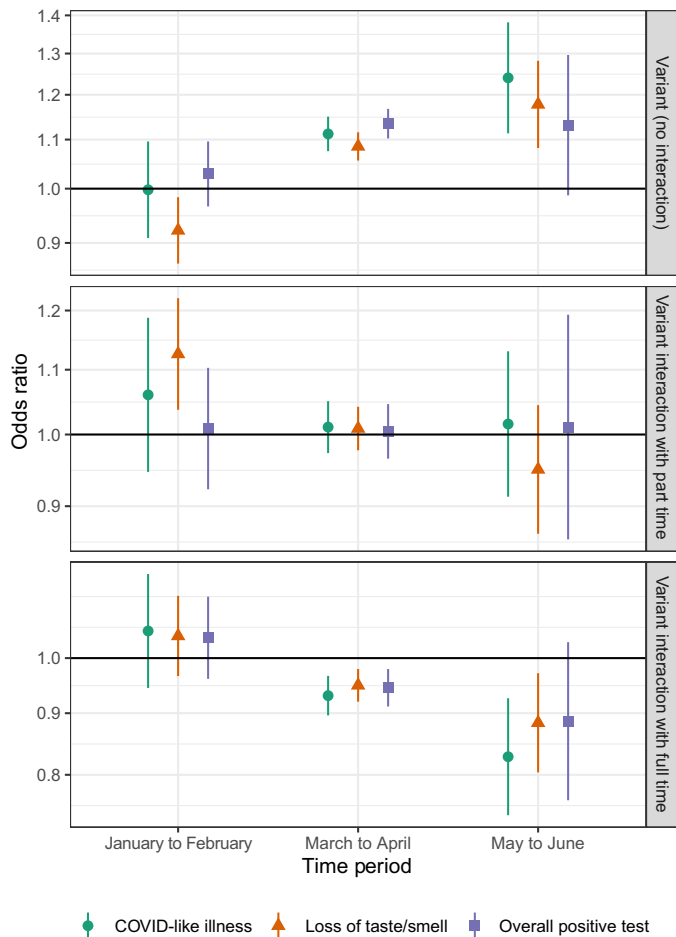 Odds ratio
1.4
1.3
1.2
1.1
1.0
0.9
Variant (no interaction)
1.2
1.1
1.0
0.9
Variant interaction with part time
1.0
0.9
0.8
Variant interaction with full time
January to February March to April May to June
Time period
COVID-like illness Loss of taste/smell Overall positive test